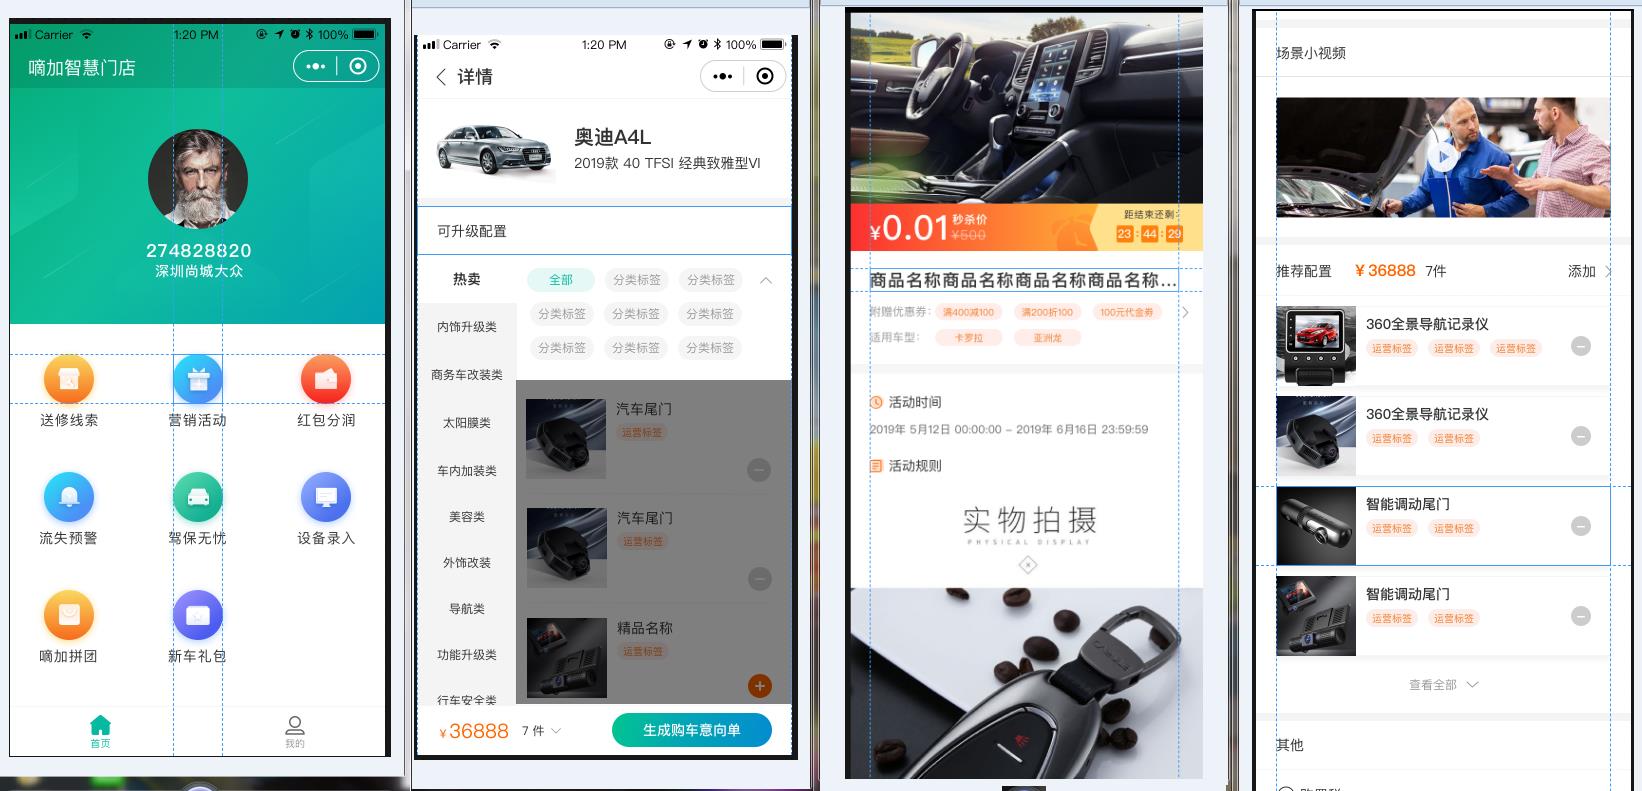 Carrier 1:20 PM 100%
嘀加智慧门店
274828820
深圳尚城大众
送修线索 营销活动 红包分润
流失预警 驾保无忧 设备录入
嘀加拼团 新车礼包
首页 我的
Carrier 1:20 PM 100%
详情
奥迪A4L
2019款 40 TFSI 经典致雅型VI
可升级配置
热卖 全部 分类标签 分类标签
分类标签 分类标签 分类标签
分类标签 分类标签 分类标签
内饰升级类
商务车改装类
太阳膜类
车内加装类
美容类
外饰改装
导航类
功能升级类
行车安全类
汽车尾门
运营标签
汽车尾门
运营标签
精品名称
运营标签
¥36888 7 件 生成购车意向单
¥0.01 秒杀价 ¥500
距结束还剩:
23:44:29
商品名称商品名称商品名称商品名称...
附赠优惠券: 满400减100 满200折100 100元代金券
适用车型: 卡罗拉 亚洲龙
活动时间
2019年 5月12日 00:00:00 – 2019年 6月16日 23:59:59
活动规则
实物拍摄
PHYSICAL DISPLAY
场景小视频
推荐配置 ¥36888 7件 添加
360全景导航记录仪
运营标签 运营标签 运营标签
360全景导航记录仪
运营标签 运营标签
智能调动尾门
运营标签 运营标签
智能调动尾门
运营标签 运营标签
查看全部
其他